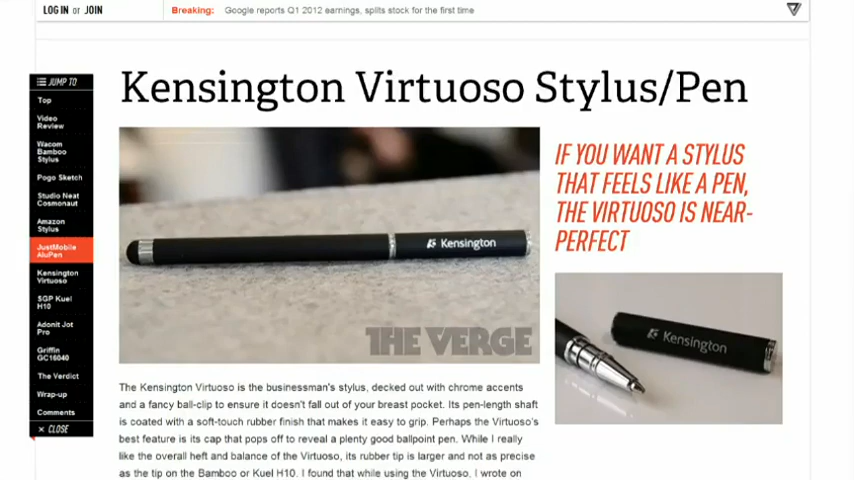 LOG IN or JOIN
Breaking: Google reports Q1 2012 earnings, splits stock for the first time
JUMP TO
Top
Video
Review
Wacom
Bamboo
Stylus
Pogo Sketch
Studio Neat
Cosmonaut
Amazon
Stylus
JustMobile
AluPen
Kensington
Virtuoso
SGP Kuel
H10
Adonit Jot
Pro
Griffin
GC16040
The Verdict
Wrap-up
Comments
× CLOSE
Kensington Virtuoso Stylus/Pen
Kensington
THE VERGE
IF YOU WANT A STYLUS
THAT FEELS LIKE A PEN,
THE VIRTUOSO IS NEAR-
PERFECT
Kensington
The Kensington Virtuoso is the businessman's stylus, decked out with chrome accents
and a fancy ball-clip to ensure it doesn't fall out of your breast pocket. Its pen-length shaft
is coated with a soft-touch rubber finish that makes it easy to grip. Perhaps the Virtuoso's
best feature is its cap that pops off to reveal a plenty good ballpoint pen. While I really
like the overall heft and balance of the Virtuoso, its rubber tip is larger and not as precise
as the tip on the Bamboo or Kuel H10. I found that while using the Virtuoso, I wrote on